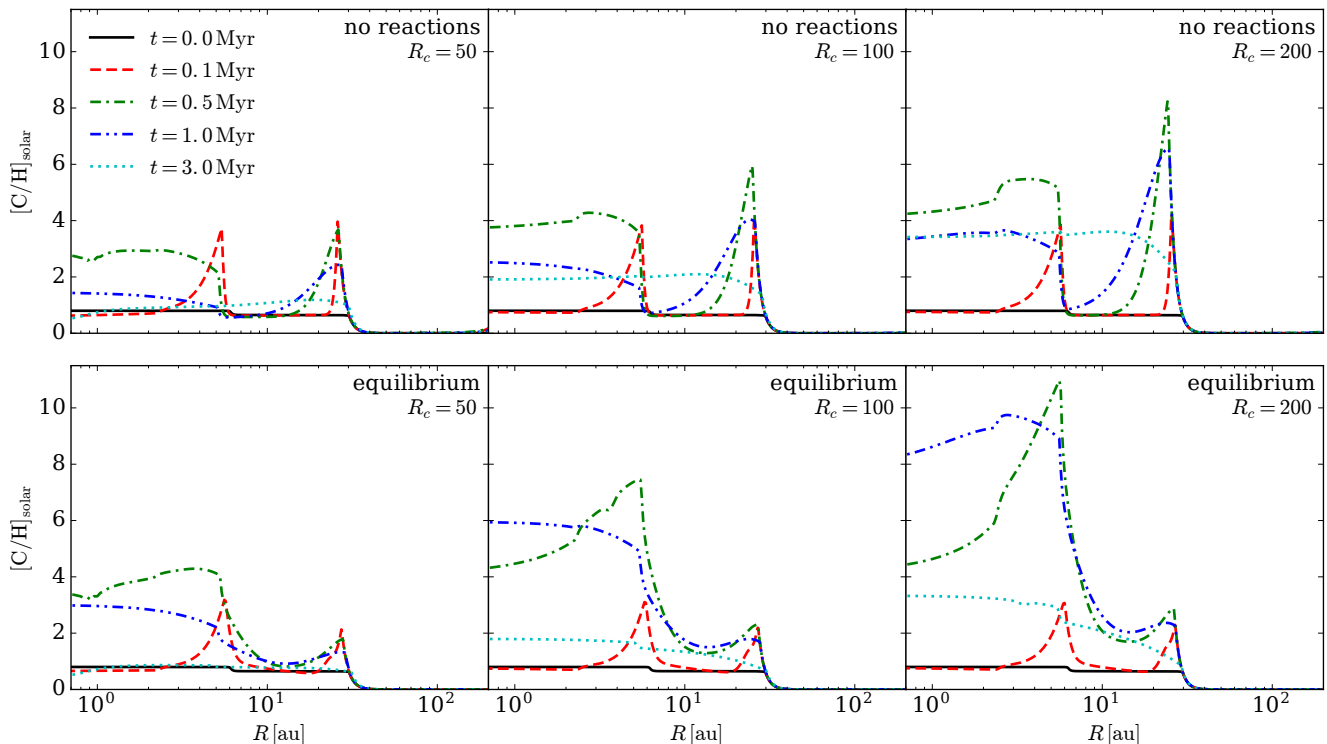 no reactions
R_c = 50
no reactions
R_c = 100
no reactions
R_c = 200
t = 0.0 Myr
t = 0.1 Myr
t = 0.5 Myr
t = 1.0 Myr
t = 3.0 Myr
10
8
6
4
2
0
[C/H]solar
equilibrium
R_c = 50
equilibrium
R_c = 100
equilibrium
R_c = 200
10
8
6
4
2
0
[C/H]solar
10^0 10^1 10^2 10^0 10^1 10^2 10^0 10^1 10^2
R [au] R [au] R [au]